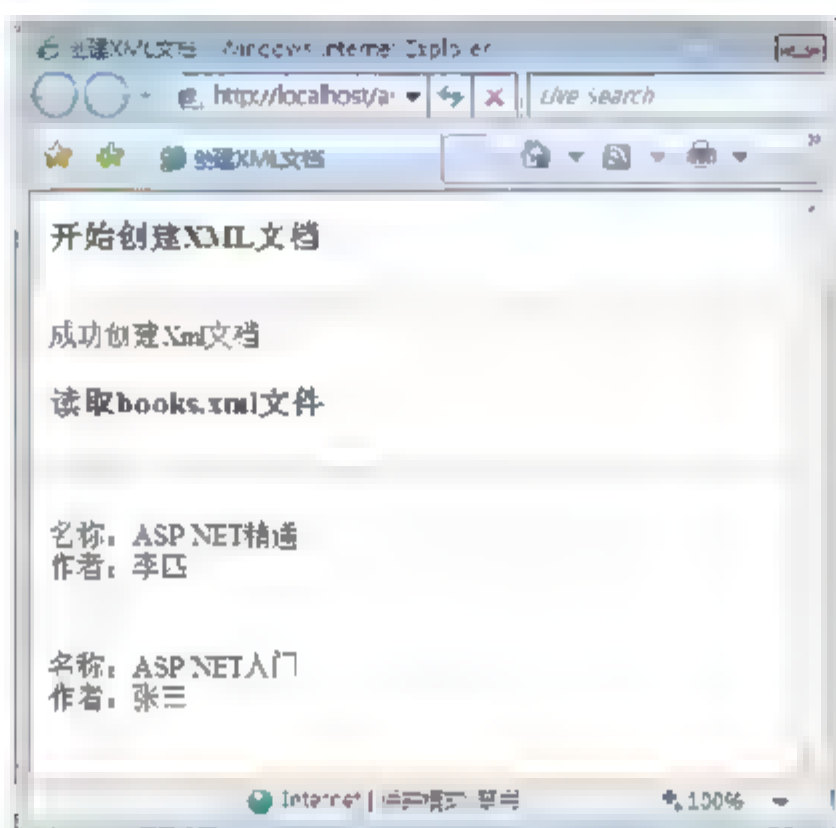 创建XML文档 Windows Internet Explorer
http://localhost/a
Live Search
创建XML文档
开始创建XML文档
成功创建Xml文档
读取books.xml文件
名称：ASP.NET精通
作者：李四
名称：ASP.NET入门
作者：张三
Internet |
100%